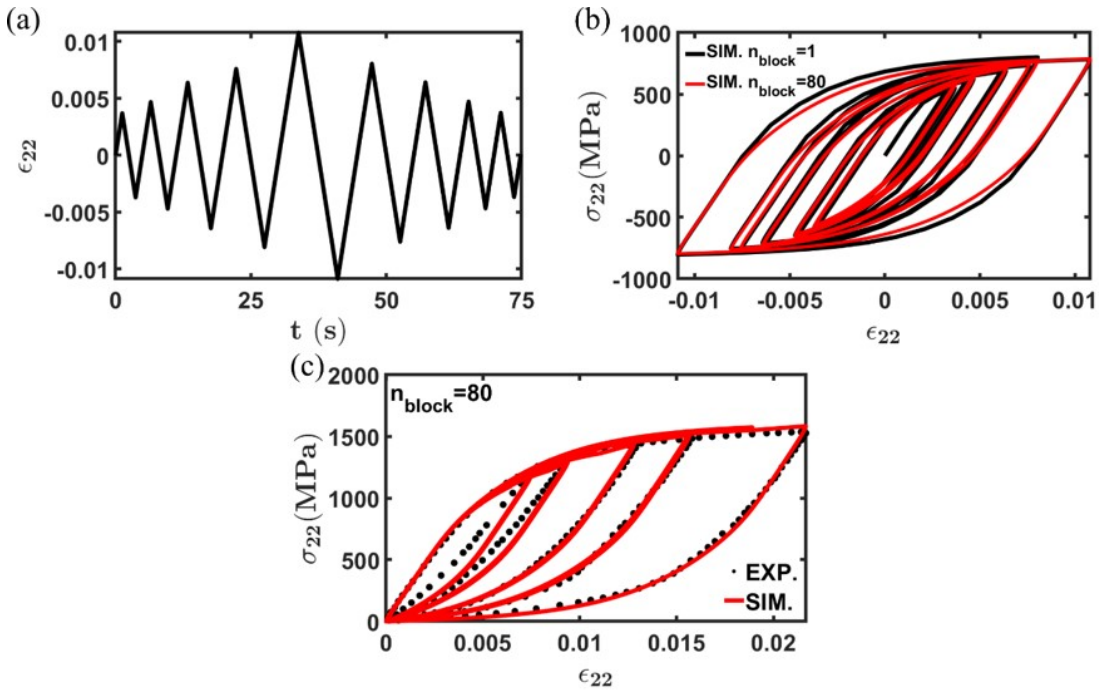 (a)
0.01
0.005
0
-0.005
-0.01
ϵ22
0 25 50 75
t (s)
(b)
1000
500
0
-500
-1000
σ22(MPa)
SIM. nblock=1
SIM. nblock=80
-0.01 -0.005 0 0.005 0.01
ϵ22
(c)
2000
1500
1000
500
0
σ22(MPa)
nblock=80
EXP.
SIM.
0 0.005 0.01 0.015 0.02
ϵ22